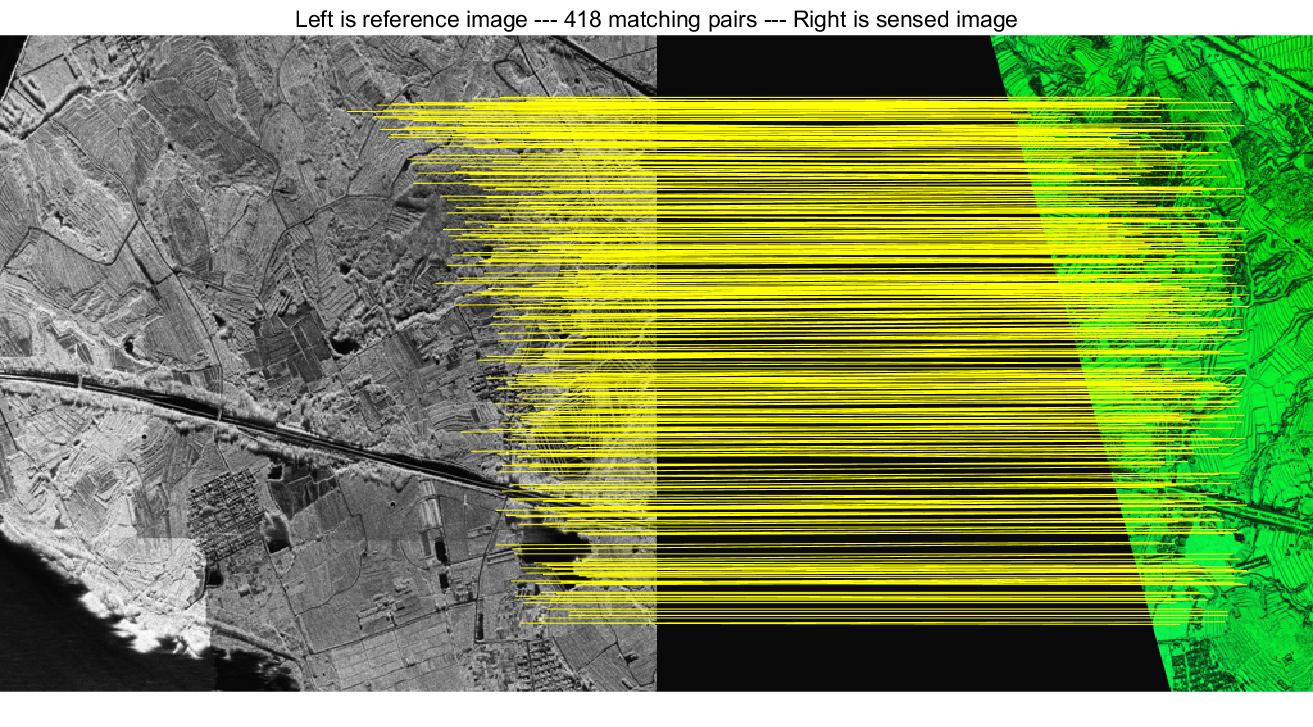 Left is reference image --- 418 matching pairs --- Right is sensed image